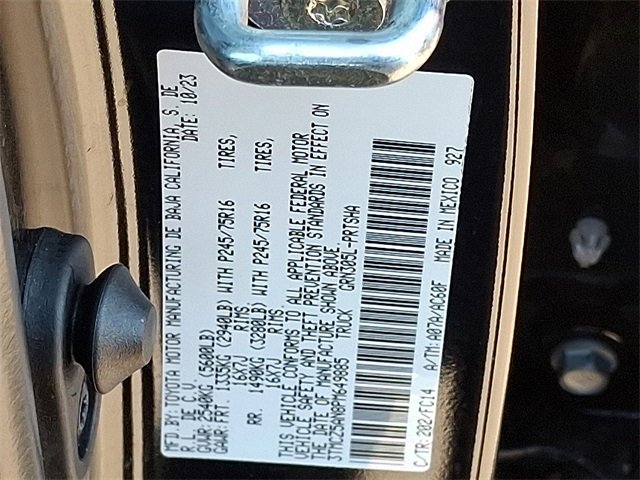 MFD.BY: TOYOTA MOTOR MANUFACTURING DE BAJA CALIFORNIA, S. DE
R.L. DE C.V. DATE: 10/23
GVWR: 2540KG (5600LB)
GAWR: FRT. 1335KG (2940LB) WITH P245/75R16 TIRES,
16X7J RIMS
RR. 1490KG (3280LB) WITH P245/75R16 TIRES,
16X7J RIMS
THIS VEHICLE CONFORMS TO ALL APPLICABLE FEDERAL MOTOR
VEHICLE SAFETY AND THEFT PREVENTION STANDARDS IN EFFECT ON
THE DATE OF MANUFACTURE SHOWN ABOVE.
3TMCZ5AN8PM649885 TRUCK GRN305L-PRTSHA
C/TR: 202/FC14 A/TM: A07A/AC60F MADE IN MEXICO 927